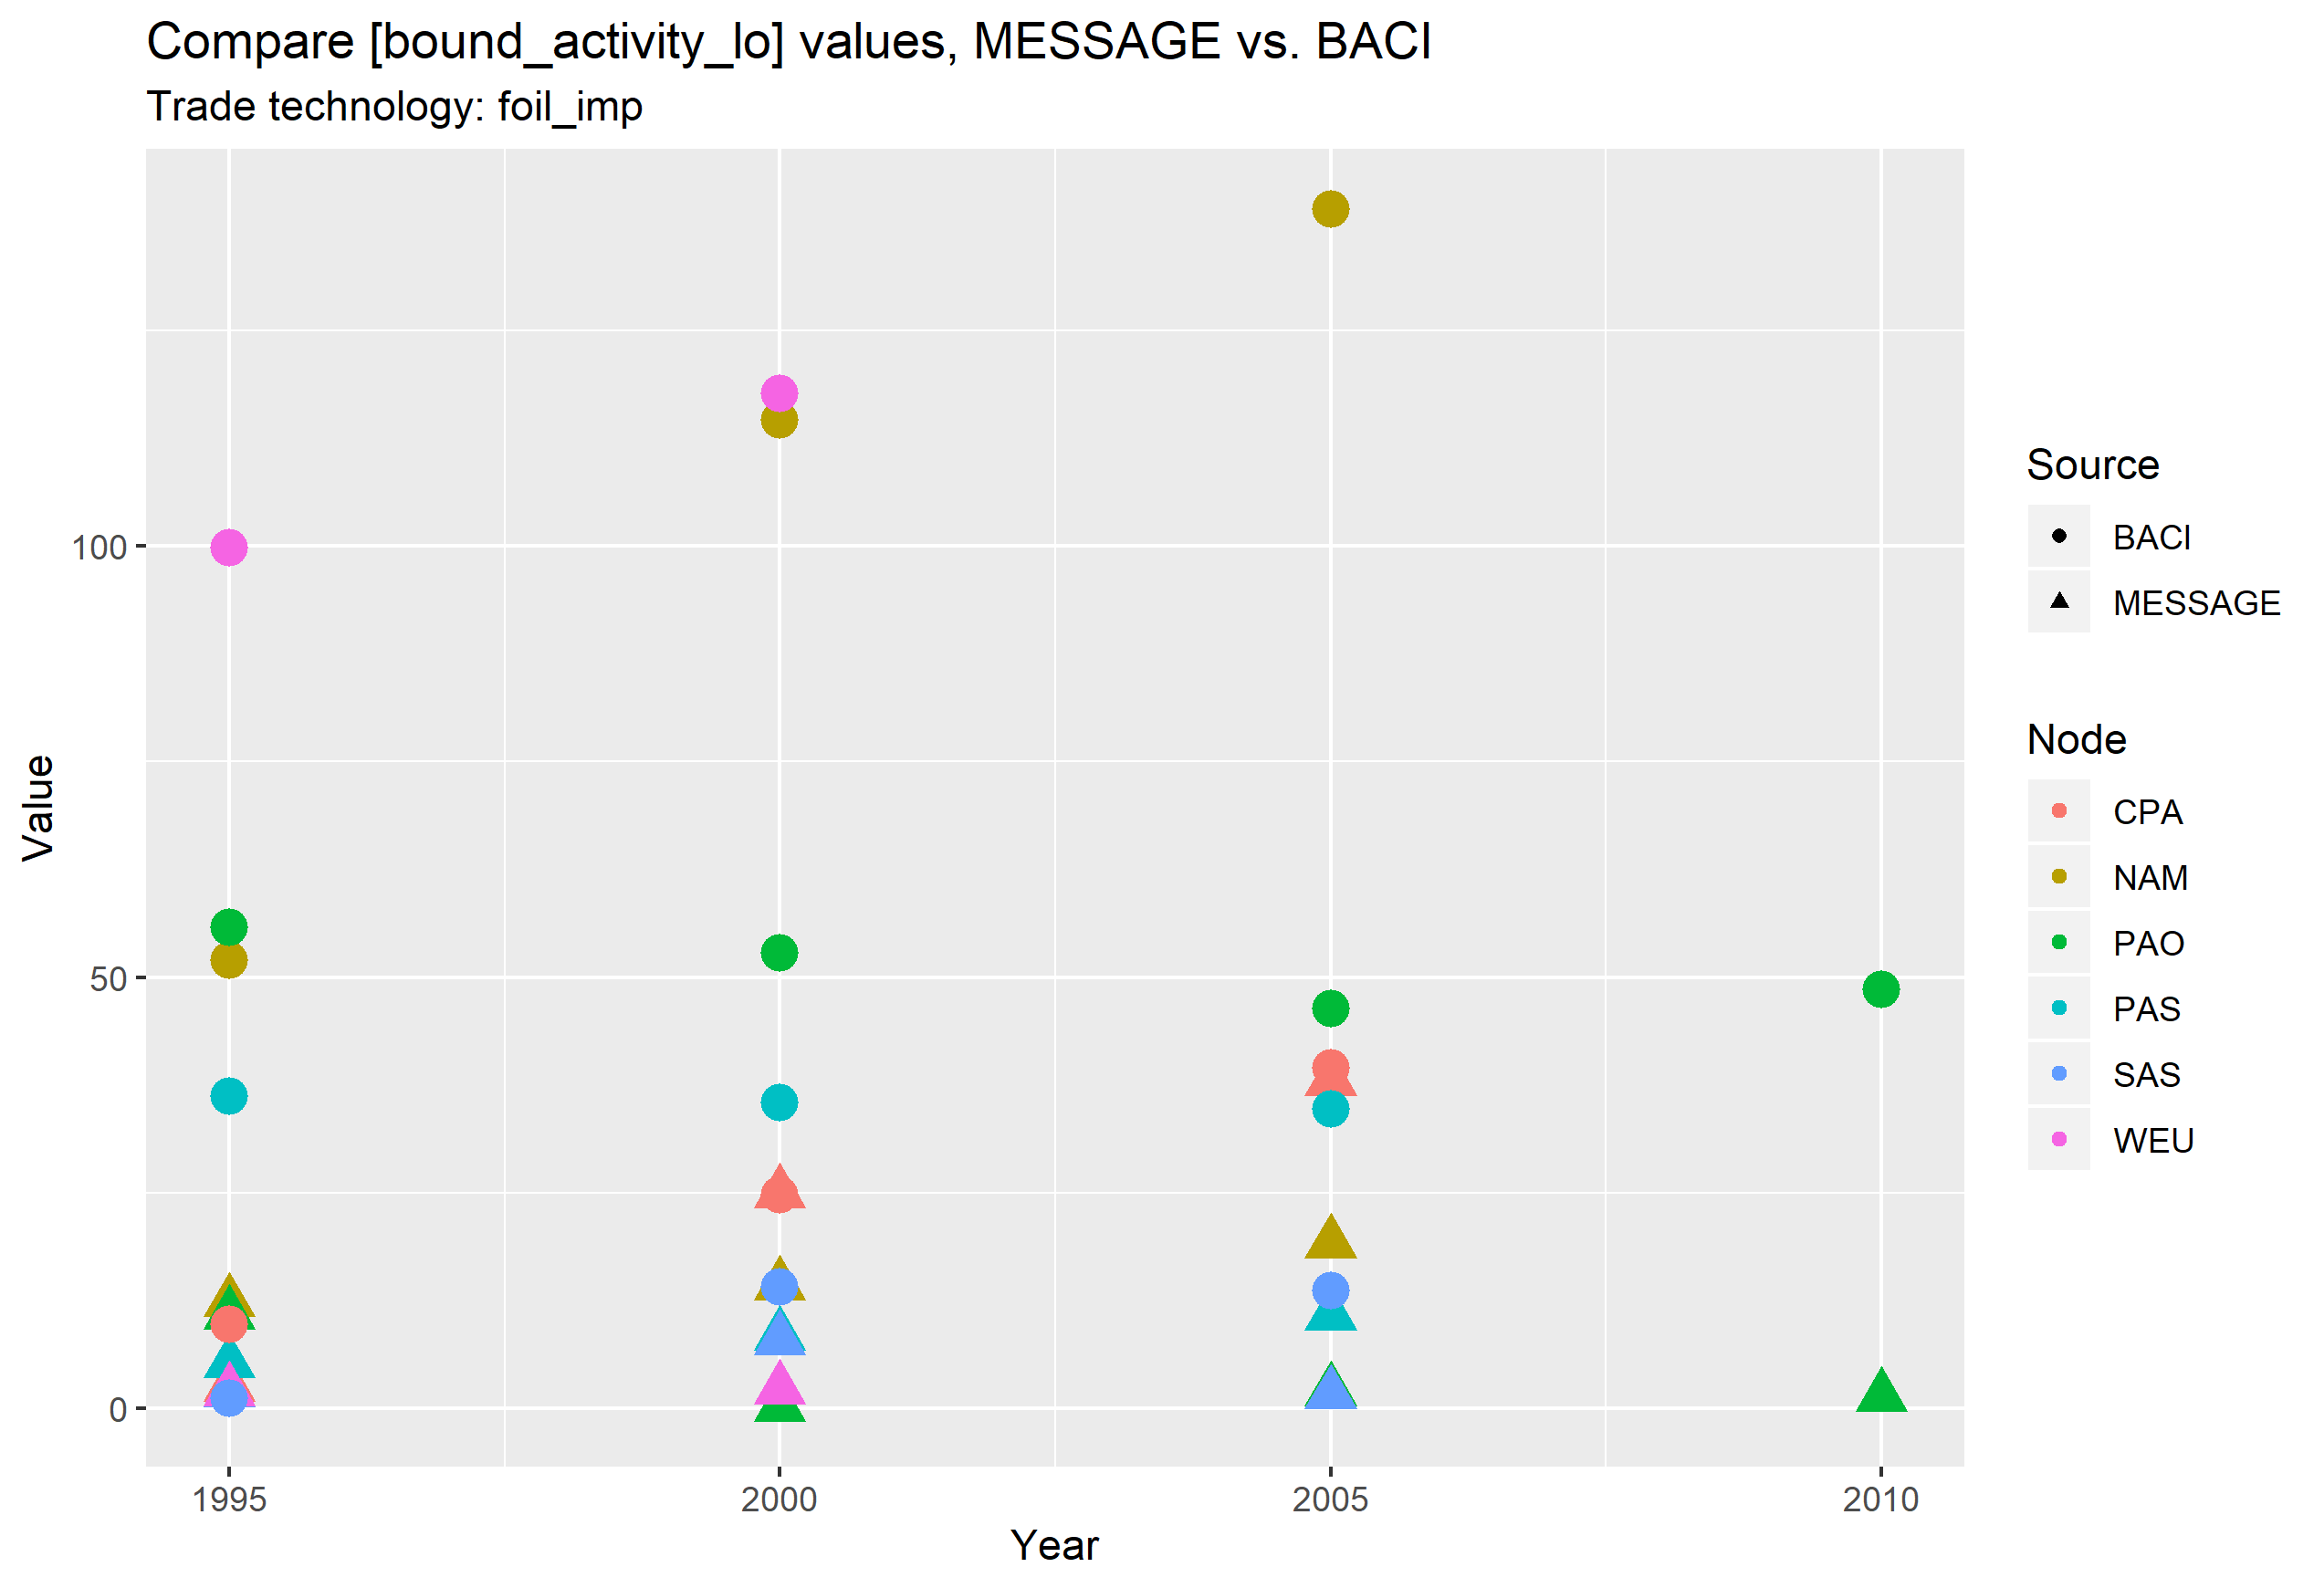 Compare [bound_activity_lo] values, MESSAGE vs. BACI
Trade technology: foil_imp
Value
100
50
0
1995 2000 2005 2010
Year
Source
BACI
MESSAGE
Node
CPA
NAM
PAO
PAS
SAS
WEU